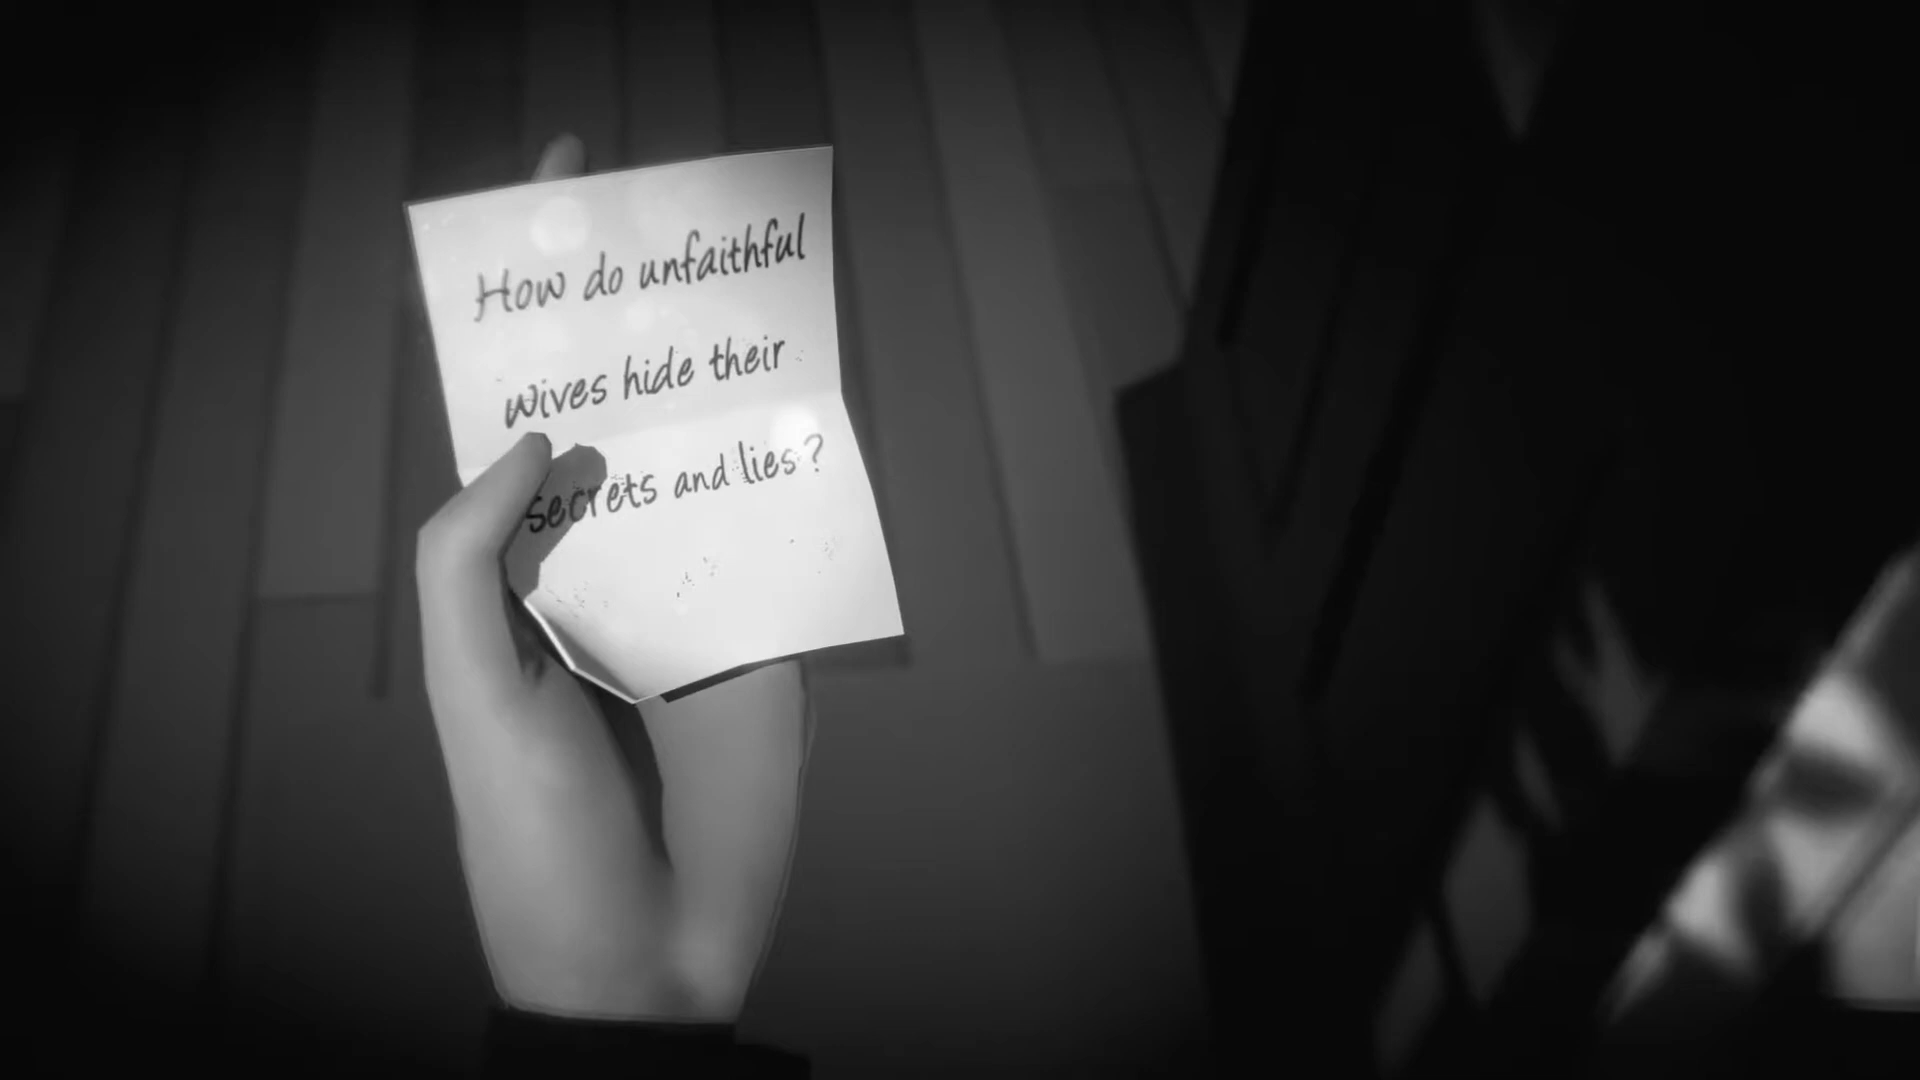 How do unfaithful
wives hide their
secrets and lies?